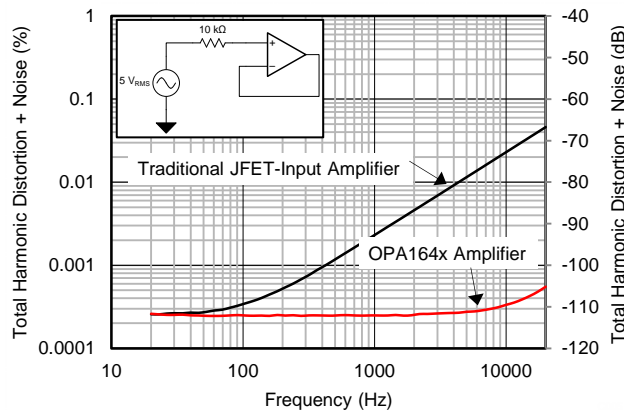 Total Harmonic Distortion + Noise (%)
1
0.1
0.01
0.001
0.0001
10 kΩ
5 VRMS
+
−
Traditional JFET-Input Amplifier
OPA164x Amplifier
-40
-50
-60
-70
-80
-90
-100
-110
-120
Total Harmonic Distortion + Noise (dB)
10
100
1000
10000
Frequency (Hz)